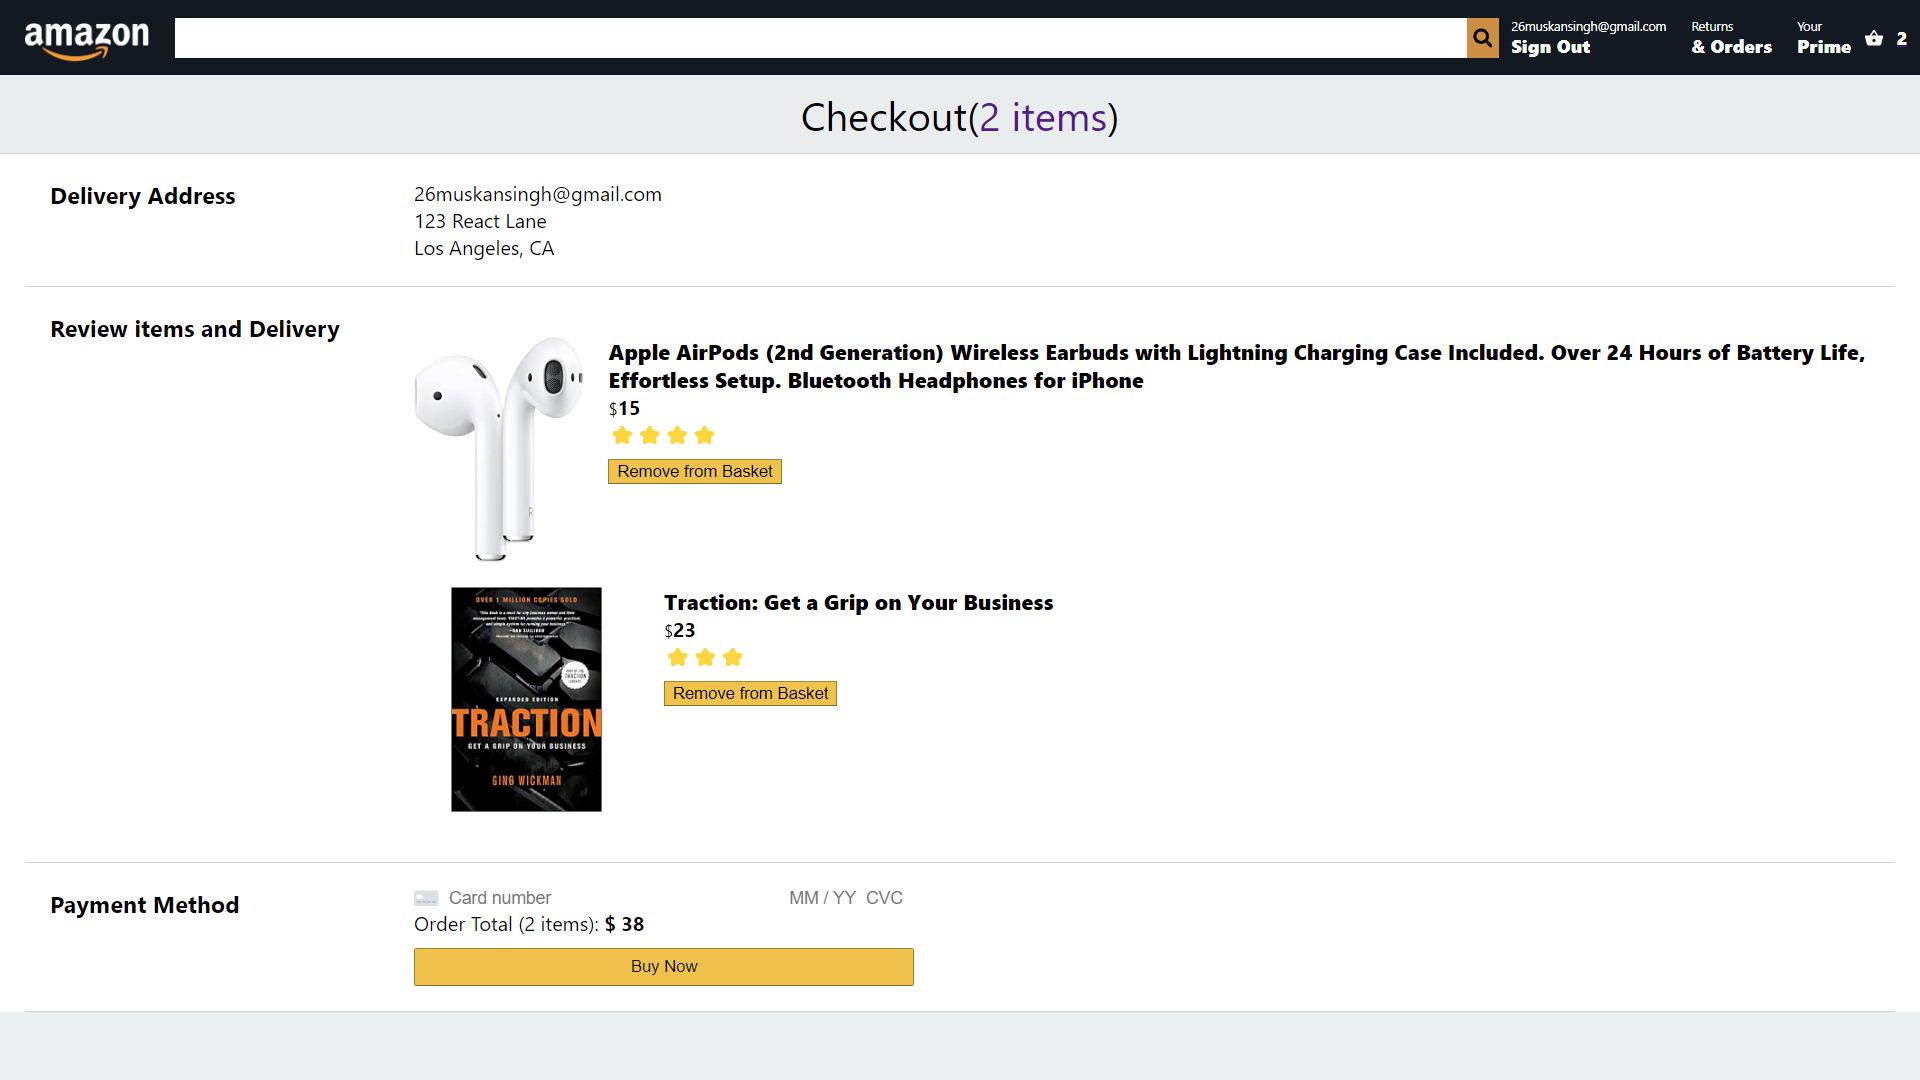 amazon
26muskansingh@gmail.com
Sign Out
Returns
& Orders
Your
Prime
2
Checkout(2 items)
Delivery Address
26muskansingh@gmail.com
123 React Lane
Los Angeles, CA
Review items and Delivery
Apple AirPods (2nd Generation) Wireless Earbuds with Lightning Charging Case Included. Over 24 Hours of Battery Life,
Effortless Setup. Bluetooth Headphones for iPhone
$15
Remove from Basket
R
OVER 1 MILLION COPIES SOLD
EXPANDED EDITION
TRACTION
GET A GRIP ON YOUR BUSINESS
GINO WICKMAN
Traction: Get a Grip on Your Business
$23
Remove from Basket
Payment Method
Card number
MM / YY CVC
Order Total (2 items): $ 38
Buy Now